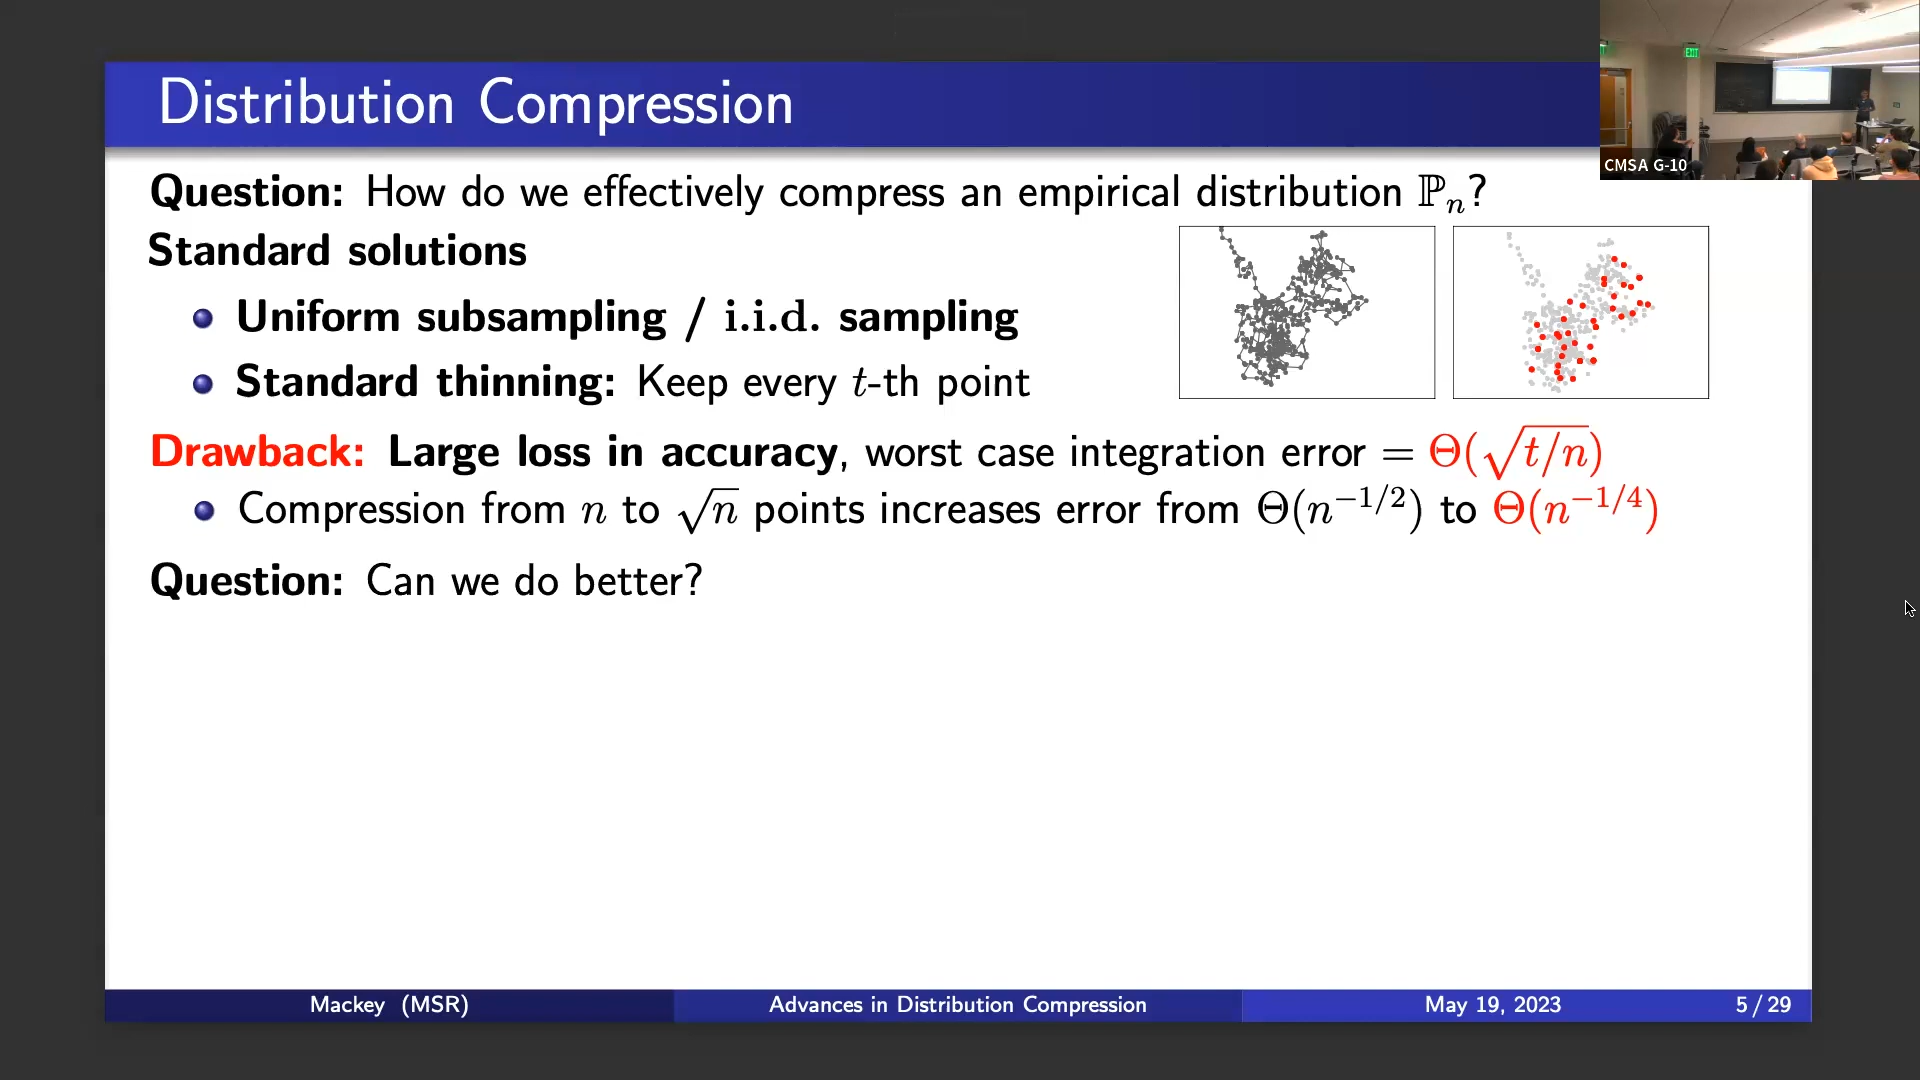 Distribution Compression
EXIT
CMSA G-10
Question: How do we effectively compress an empirical distribution ℙₙ?
Standard solutions
Uniform subsampling / i.i.d. sampling
Standard thinning: Keep every t-th point
Drawback: Large loss in accuracy, worst case integration error = Θ(√(t/n))
Compression from n to √n points increases error from Θ(n^{-1/2}) to Θ(n^{-1/4})
Question: Can we do better?
Mackey (MSR) Advances in Distribution Compression May 19, 2023 5 / 29